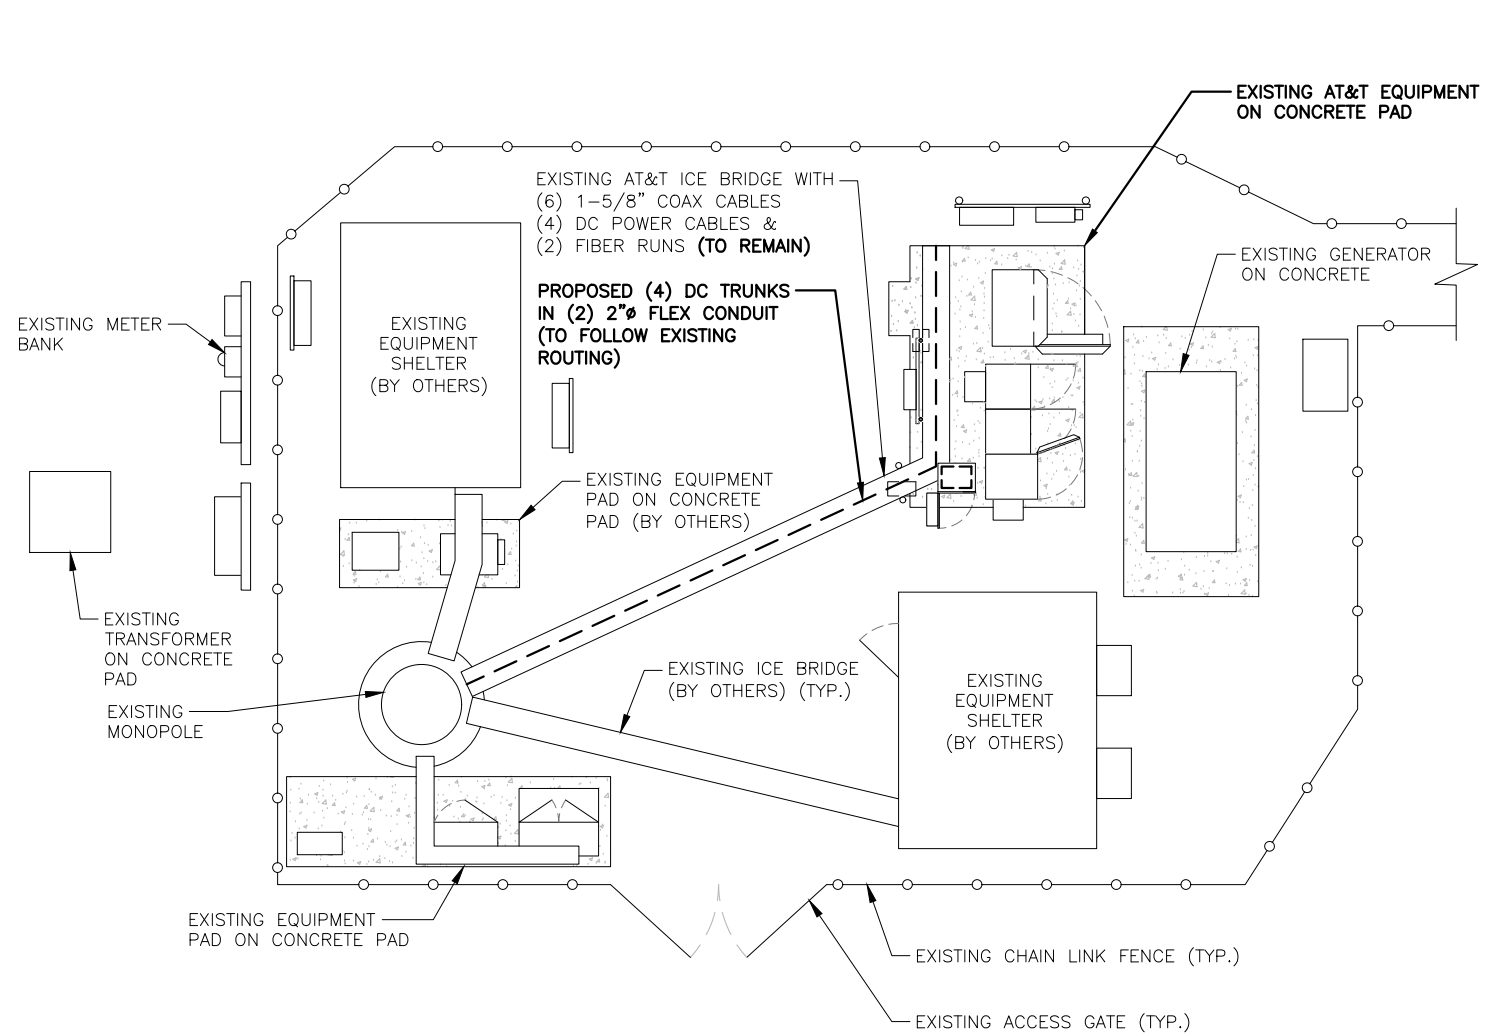 EXISTING AT&T EQUIPMENT
ON CONCRETE PAD
EXISTING AT&T ICE BRIDGE WITH
(6) 1-5/8" COAX CABLES
(4) DC POWER CABLES &
(2) FIBER RUNS (TO REMAIN)
EXISTING GENERATOR
ON CONCRETE
PROPOSED (4) DC TRUNKS
IN (2) 2"ø FLEX CONDUIT
(TO FOLLOW EXISTING
ROUTING)
EXISTING METER
BANK
EXISTING
EQUIPMENT
SHELTER
(BY OTHERS)
EXISTING EQUIPMENT
PAD ON CONCRETE
PAD (BY OTHERS)
EXISTING
TRANSFORMER
ON CONCRETE
PAD
EXISTING ICE BRIDGE
(BY OTHERS) (TYP.)
EXISTING
EQUIPMENT
SHELTER
(BY OTHERS)
EXISTING
MONOPOLE
EXISTING EQUIPMENT
PAD ON CONCRETE PAD
EXISTING CHAIN LINK FENCE (TYP.)
EXISTING ACCESS GATE (TYP.)